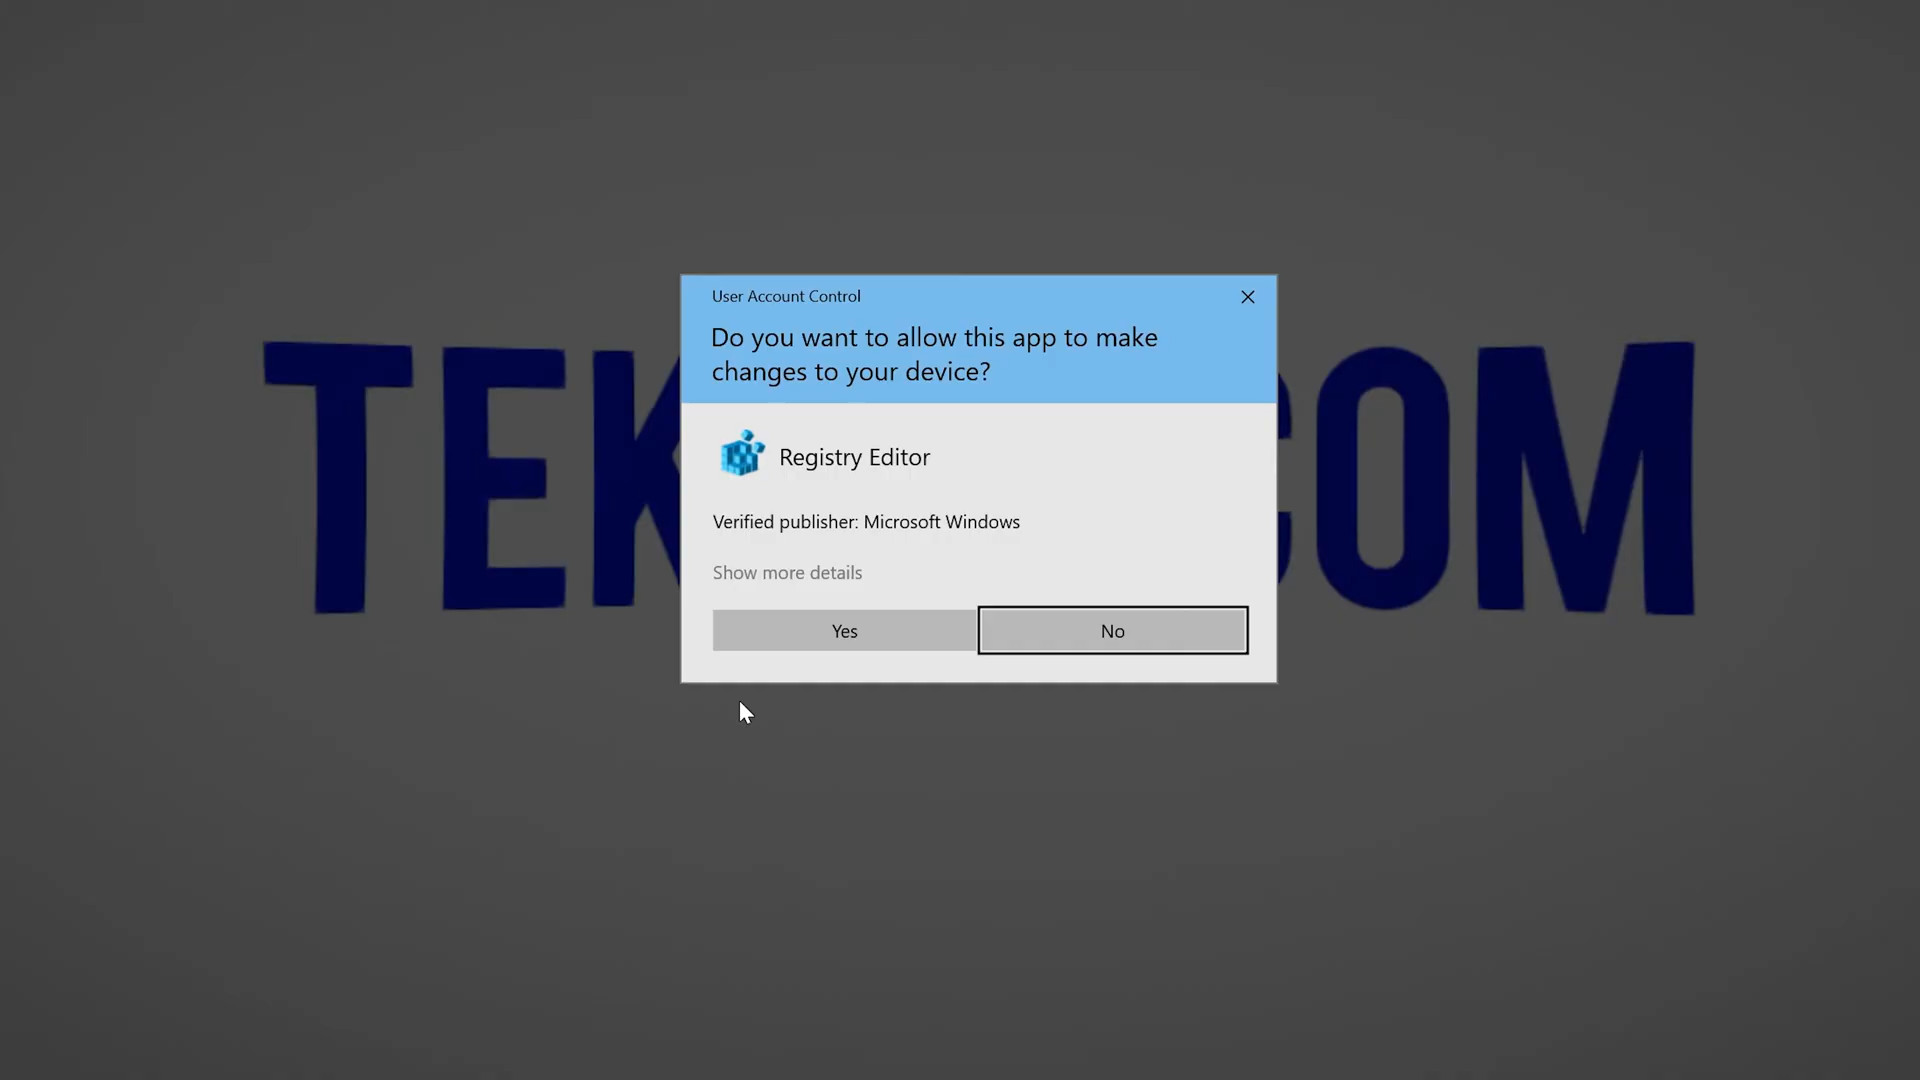 User Account Control
Do you want to allow this app to make
changes to your device?
TEK
COM
Registry Editor
Verified publisher: Microsoft Windows
Show more details
Yes
No